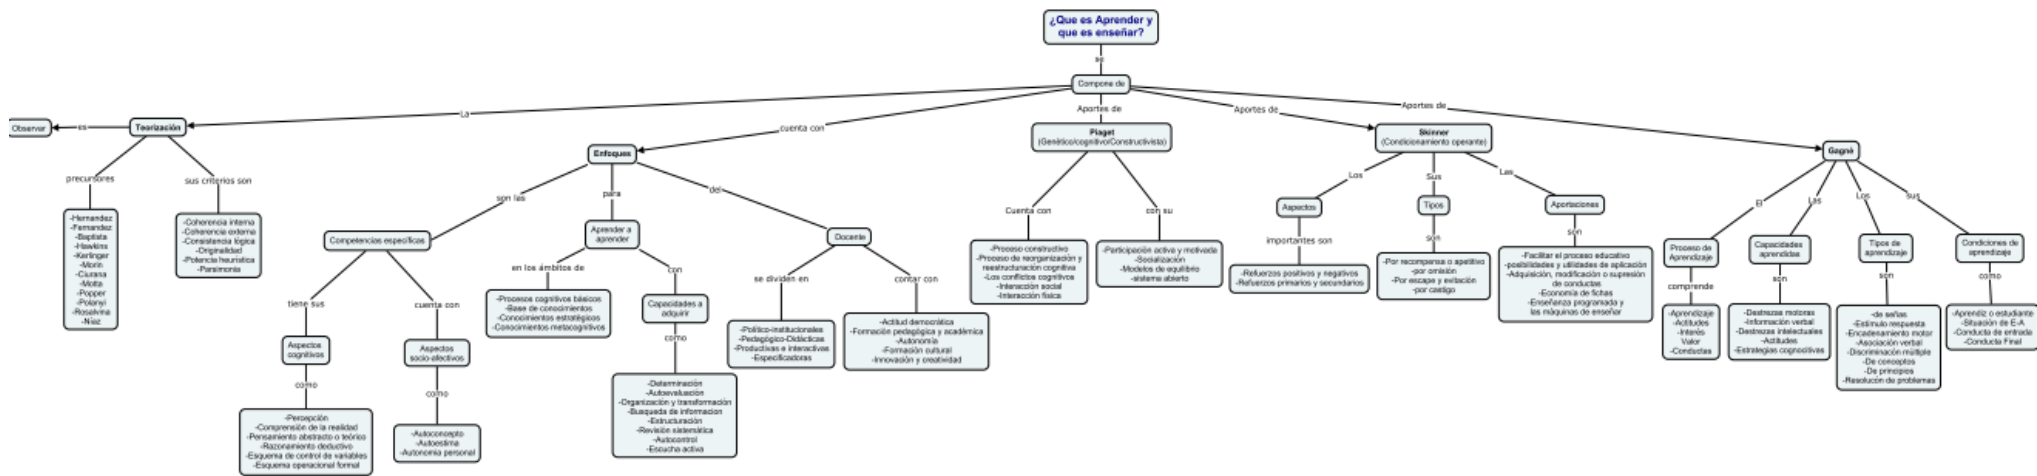 ¿Que es Aprender y
que es enseñar?
se
Compone de
La
cuenta con
Aportes de
Aportes de
Aportes de
Observar
es
Teorización
precursores
sus criterios son
-Hernandez
-Fernandez
-Baptista
-Hawkins
-Kerlinger
-Morin
-Ciurana
-Motta
-Popper
-Polanyi
-Rosalvina
-Niaz
-Coherencia interna
-Coherencia externa
-Consistencia lógica
-Originalidad
-Potencia heurística
-Parsimonia
Enfoques
son las
para
del
Competencias específicas
tiene sus
cuenta con
Aspectos
cognitivos
como
-Percepción
-Comprensión de la realidad
-Pensamiento abstracto o teórico
-Razonamiento deductivo
-Esquema de control de variables
-Esquema operacional formal
Aspectos
socio-afectivos
como
-Autoconcepto
-Autoestima
-Autonomía personal
Aprender a
aprender
en los ámbitos de
con
-Procesos cognitivos básicos
-Base de conocimientos
-Conocimientos estratégicos
-Conocimientos metacognitivos
Capacidades a
adquirir
como
-Determinación
-Autoevaluación
-Organización y transformación
-Busqueda de informacion
-Estructuración
-Revisión sistemática
-Autocontrol
-Escucha activa
Docente
se dividen en
contar con
-Político-institucionales
-Pedagógico-Didácticas
-Productivas e interactivas
-Especificadoras
-Actitud democrática
-Formación pedagógica y académica
-Autonomía
-Formación cultural
-Innovación y creatividad
Piaget
(Genético/cognitivo/Constructivista)
Cuenta con
con su
-Proceso constructivo
-Proceso de reorganización y
reestructuración cognitiva
-Los conflictos cognitivos
-Interacción social
-Interacción física
-Participación activa y motivada
-Socialización
-Modelos de equilibrio
-sistema abierto
Skinner
(Condicionamiento operante)
Los
Sus
Las
Aspectos
importantes son
-Refuerzos positivos y negativos
-Refuerzos primarios y secundarios
Tipos
son
-Por recompensa o apetitivo
-por omisión
-Por escape y evitación
-por castigo
Aportaciones
son
-Facilitar el proceso educativo
-posibilidades y utilidades de aplicación
-Adquisición, modificación o supresión
de conductas
-Economía de fichas
-Enseñanza programada y
las máquinas de enseñar
Gagné
El
Las
Los
sus
Proceso de
Aprendizaje
comprende
-Aprendizaje
-Actitudes
-Interés
Valor
-Conductas
Capacidades
aprendidas
son
-Destrezas motoras
-Información verbal
-Destrezas intelectuales
-Actitudes
-Estrategias cognocitivas
Tipos de
aprendizaje
son
-de señas
-Estimulo respuesta
-Encadenamiento motor
-Asociación verbal
-Discriminación múltiple
-De conceptos
-De principios
-Resolucón de problemas
Condiciones de
aprendizaje
como
-Aprendiz o estudiante
-Situación de E-A
-Conducta de entrada
-Conducta Final